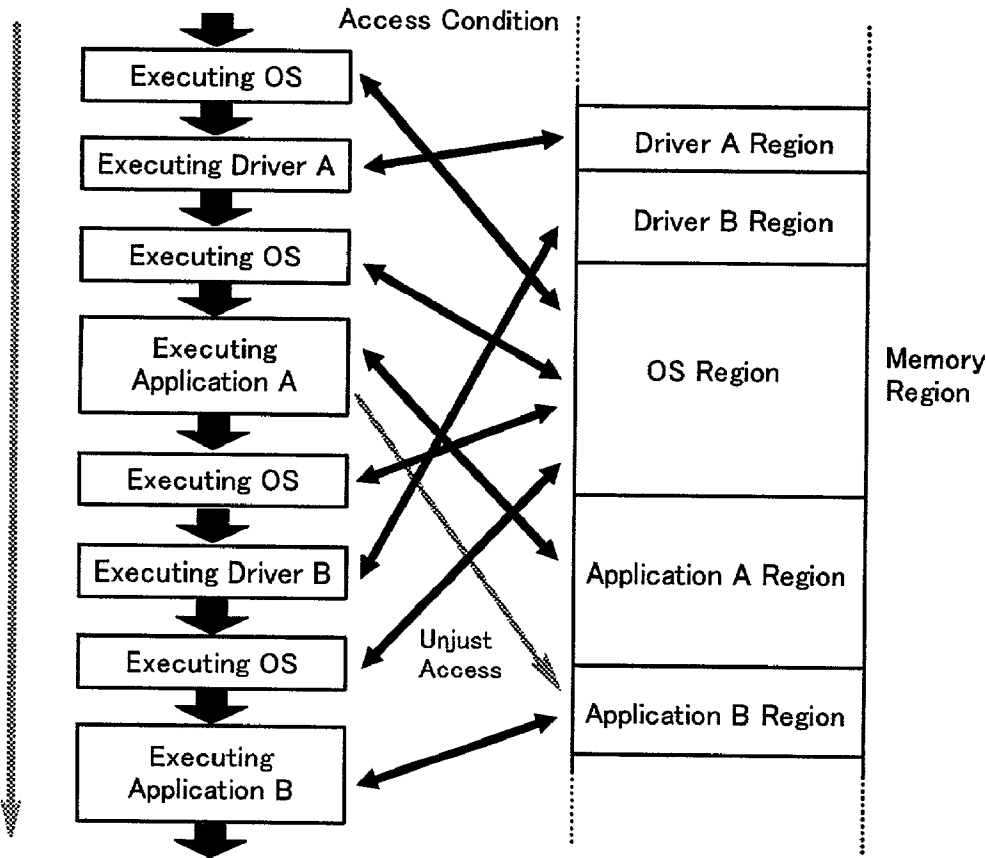 Access Condition
Executing OS
Executing Driver A
Executing OS
Executing
Application A
Executing OS
Executing Driver B
Executing OS
Executing
Application B
Unjust
Access
Driver A Region
Driver B Region
OS Region
Application A Region
Application B Region
Memory
Region